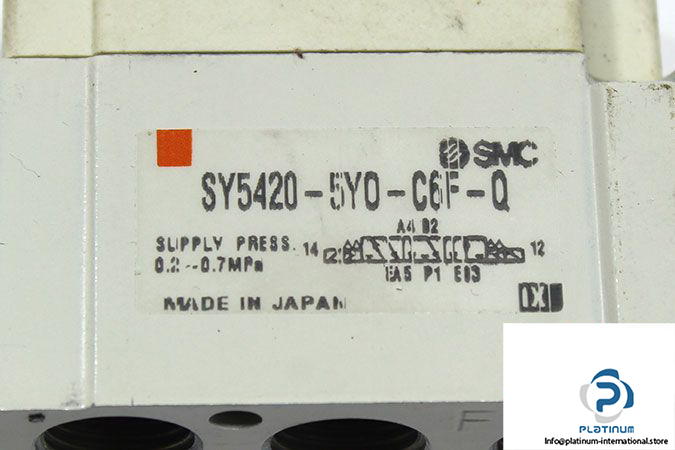 SMC
SY5420-5YO-C6F-Q
A4 B2
SUPPLY PRESS. 14 12
0.2~0.7MPa
EA5 P1 EB3
MADE IN JAPAN
F
PLATINUM
info@platinum-international.store